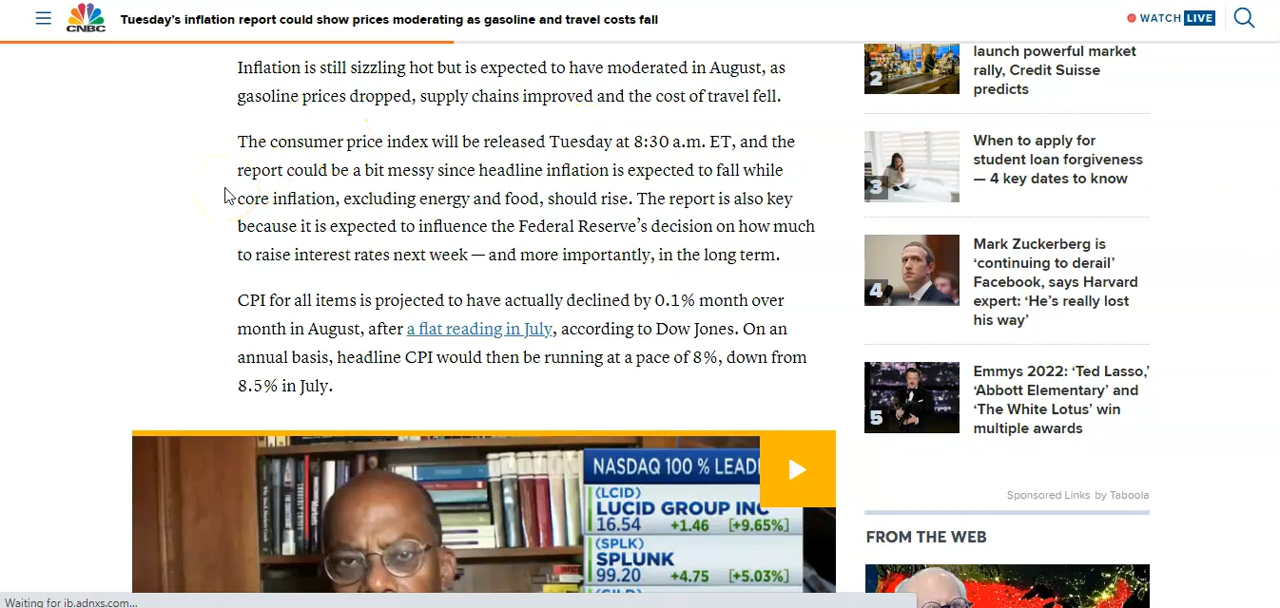 CNBC
Tuesday's inflation report could show prices moderating as gasoline and travel costs fall
WATCH LIVE
Inflation is still sizzling hot but is expected to have moderated in August, as
gasoline prices dropped, supply chains improved and the cost of travel fell.
The consumer price index will be released Tuesday at 8:30 a.m. ET, and the
report could be a bit messy since headline inflation is expected to fall while
core inflation, excluding energy and food, should rise. The report is also key
because it is expected to influence the Federal Reserve's decision on how much
to raise interest rates next week — and more importantly, in the long term.
CPI for all items is projected to have actually declined by 0.1% month over
month in August, after a flat reading in July, according to Dow Jones. On an
annual basis, headline CPI would then be running at a pace of 8%, down from
8.5% in July.
NASDAQ 100 % LEAD
(LCID)
LUCID GROUP INC
16.54 +1.46 [+9.65%]
(SPLK)
SPLUNK
99.20 +4.75 [+5.03%]
2
launch powerful market
rally, Credit Suisse
predicts
3
When to apply for
student loan forgiveness
— 4 key dates to know
4
Mark Zuckerberg is
‘continuing to derail’
Facebook, says Harvard
expert: ‘He’s really lost
his way’
5
Emmys 2022: ‘Ted Lasso,’
‘Abbott Elementary’ and
‘The White Lotus’ win
multiple awards
Sponsored Links by Taboola
FROM THE WEB
Waiting for ib.adnxs.com...